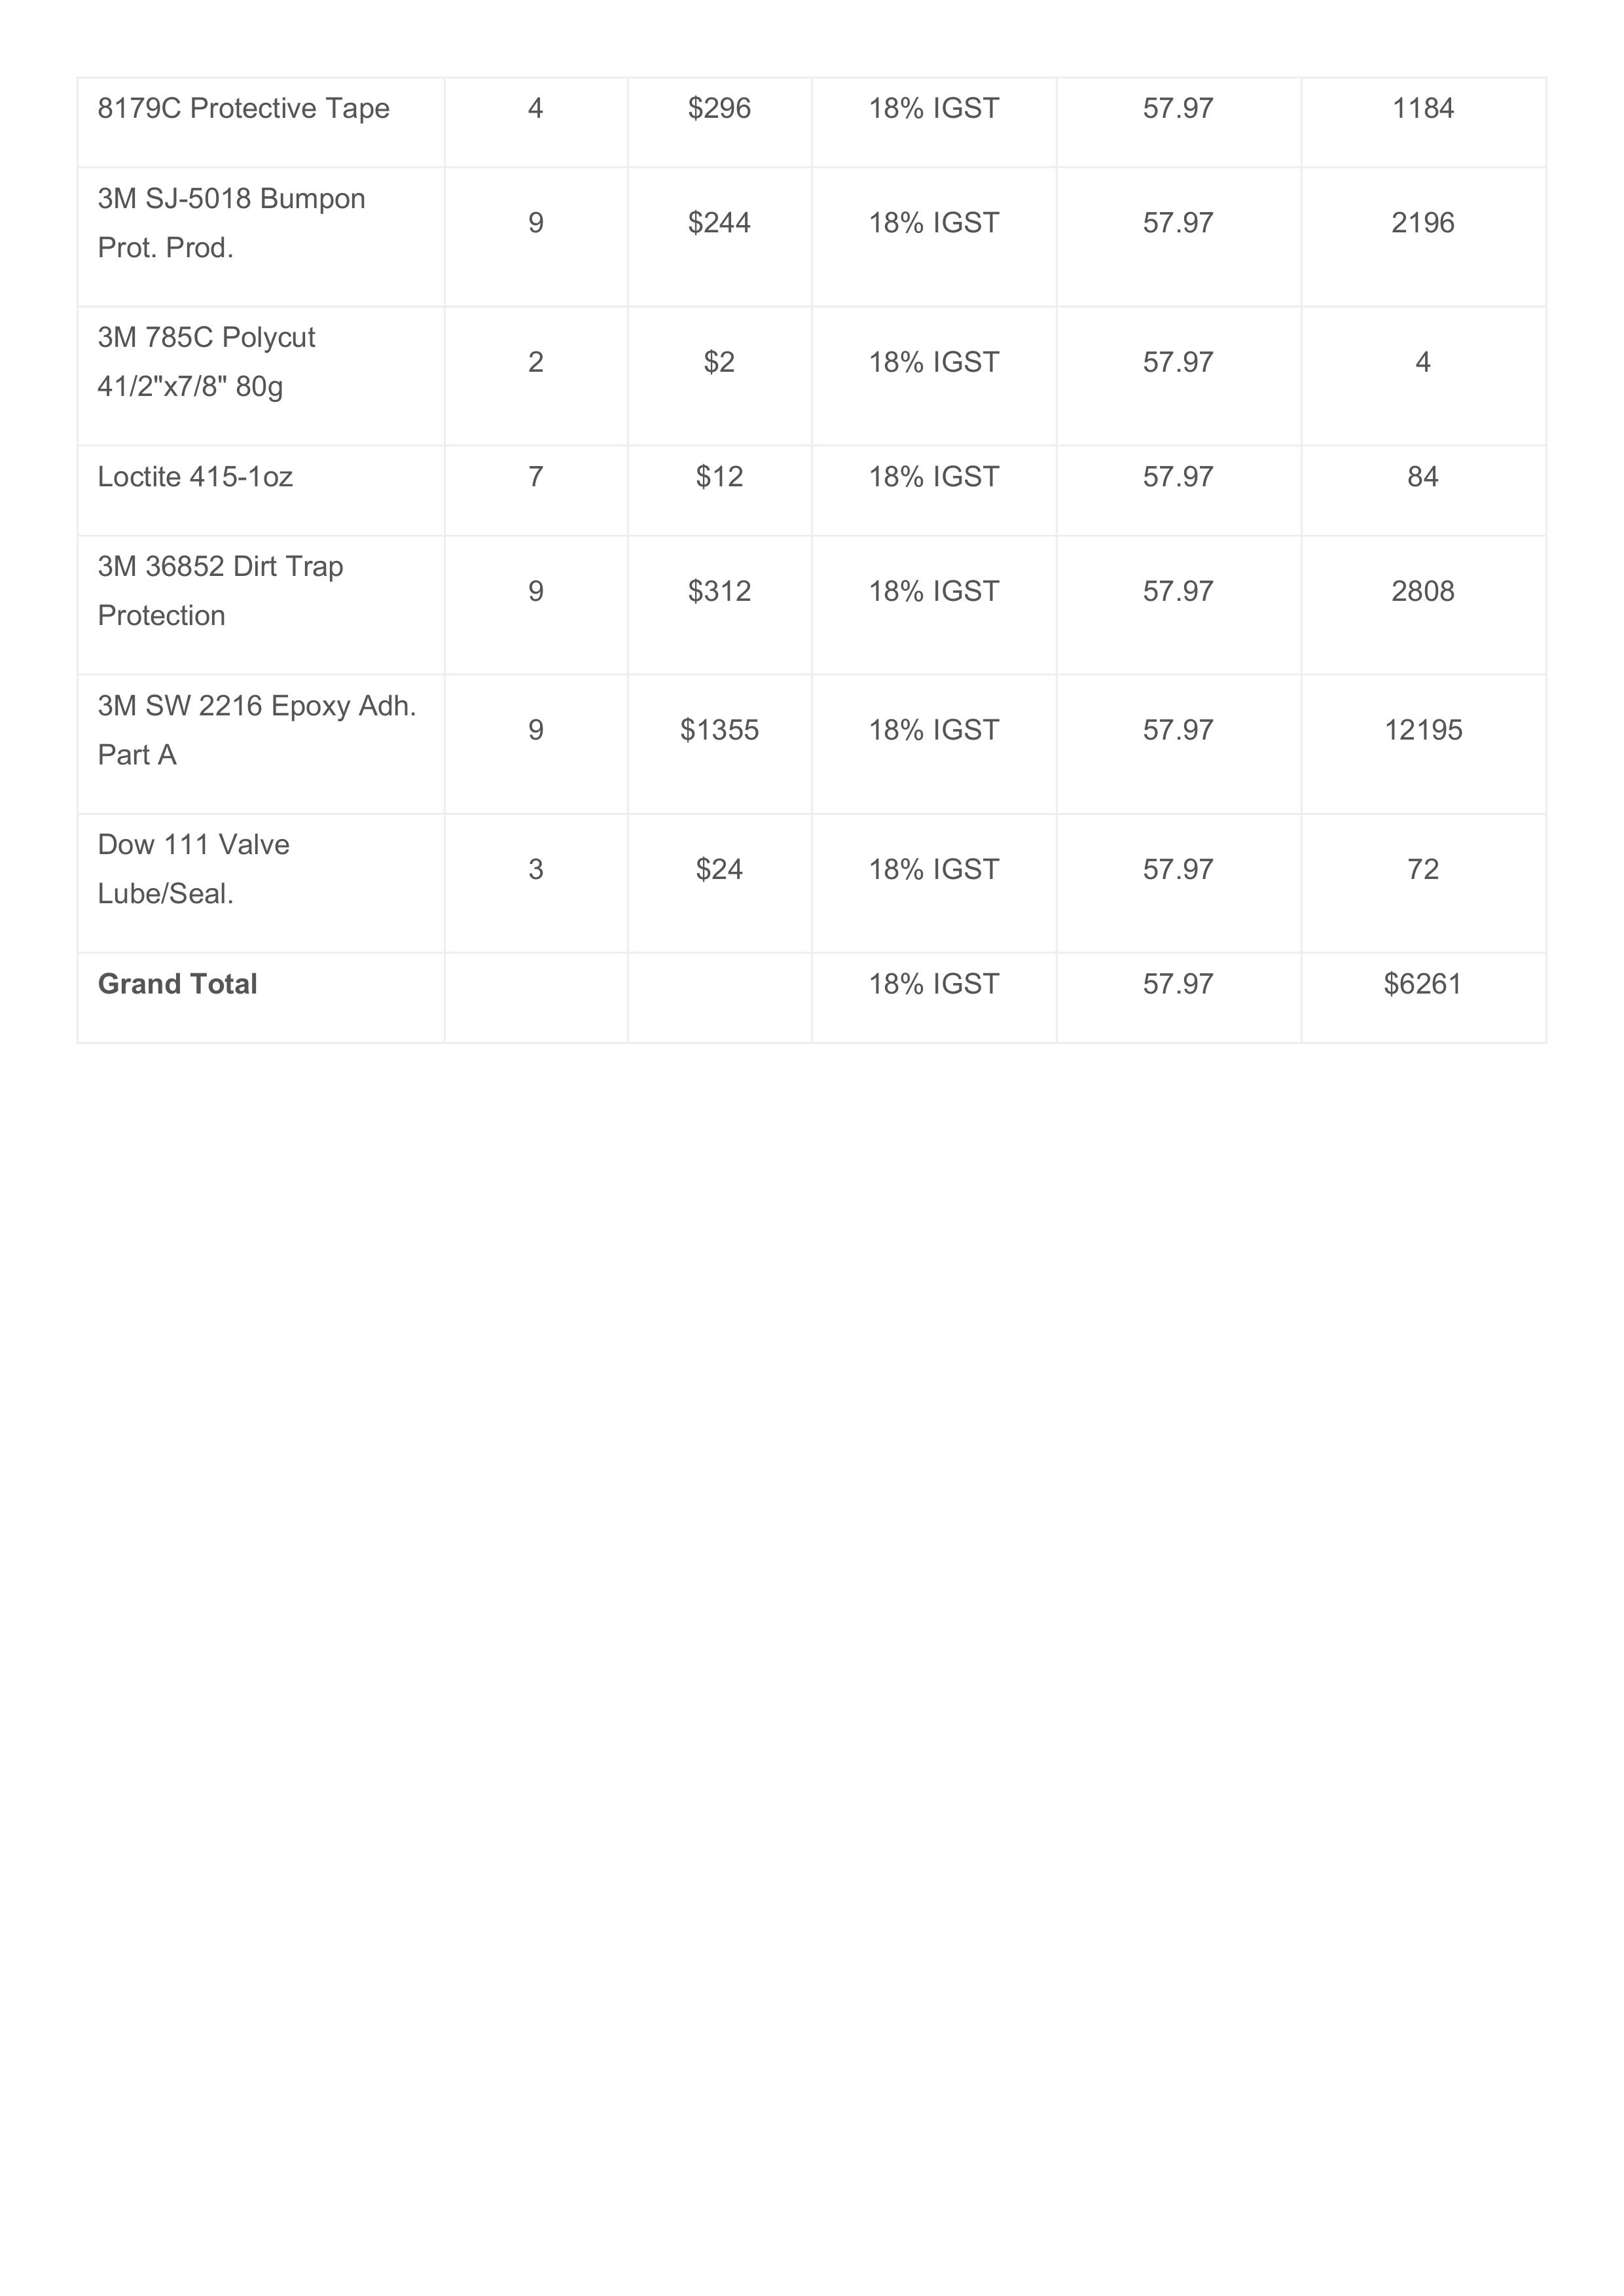 8179C Protective Tape 4 $296 18% IGST 57.97 1184
3M SJ-5018 Bumpon
Prot. Prod.
9 $244 18% IGST 57.97 2196
3M 785C Polycut
41/2"x7/8" 80g
2 $2 18% IGST 57.97 4
Loctite 415-1oz 7 $12 18% IGST 57.97 84
3M 36852 Dirt Trap
Protection
9 $312 18% IGST 57.97 2808
3M SW 2216 Epoxy Adh.
Part A
9 $1355 18% IGST 57.97 12195
Dow 111 Valve
Lube/Seal.
3 $24 18% IGST 57.97 72
Grand Total 18% IGST 57.97 $6261